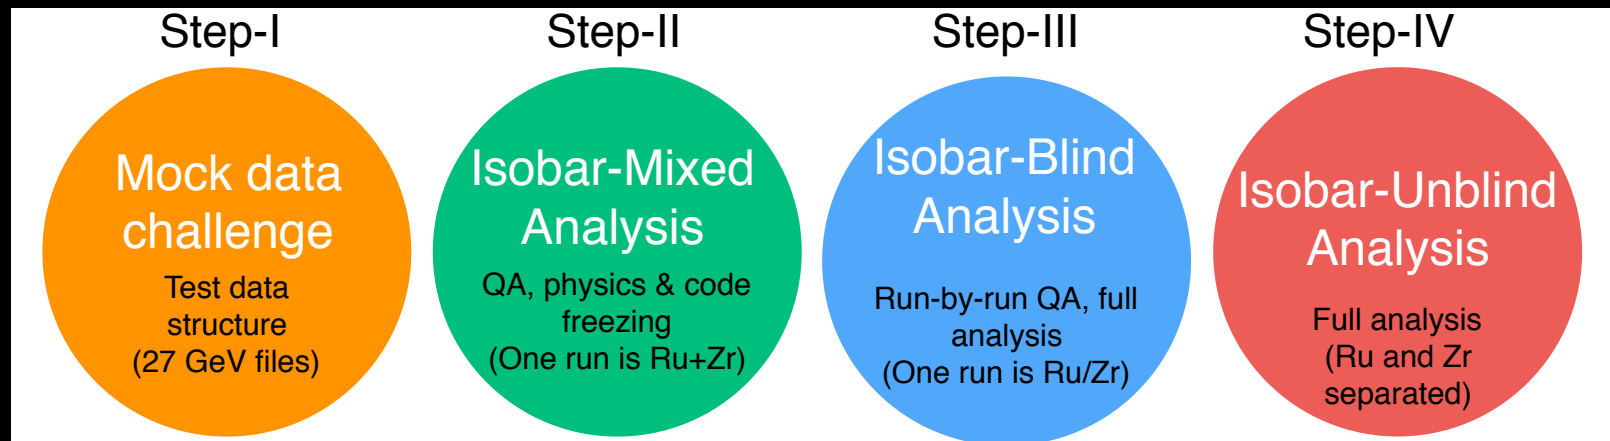 Step-I
Mock data
challenge
Test data
structure
(27 GeV files)
Step-II
Isobar-Mixed
Analysis
QA, physics & code
freezing
(One run is Ru+Zr)
Step-III
Isobar-Blind
Analysis
Run-by-run QA, full
analysis
(One run is Ru/Zr)
Step-IV
Isobar-Unblind
Analysis
Full analysis
(Ru and Zr
separated)